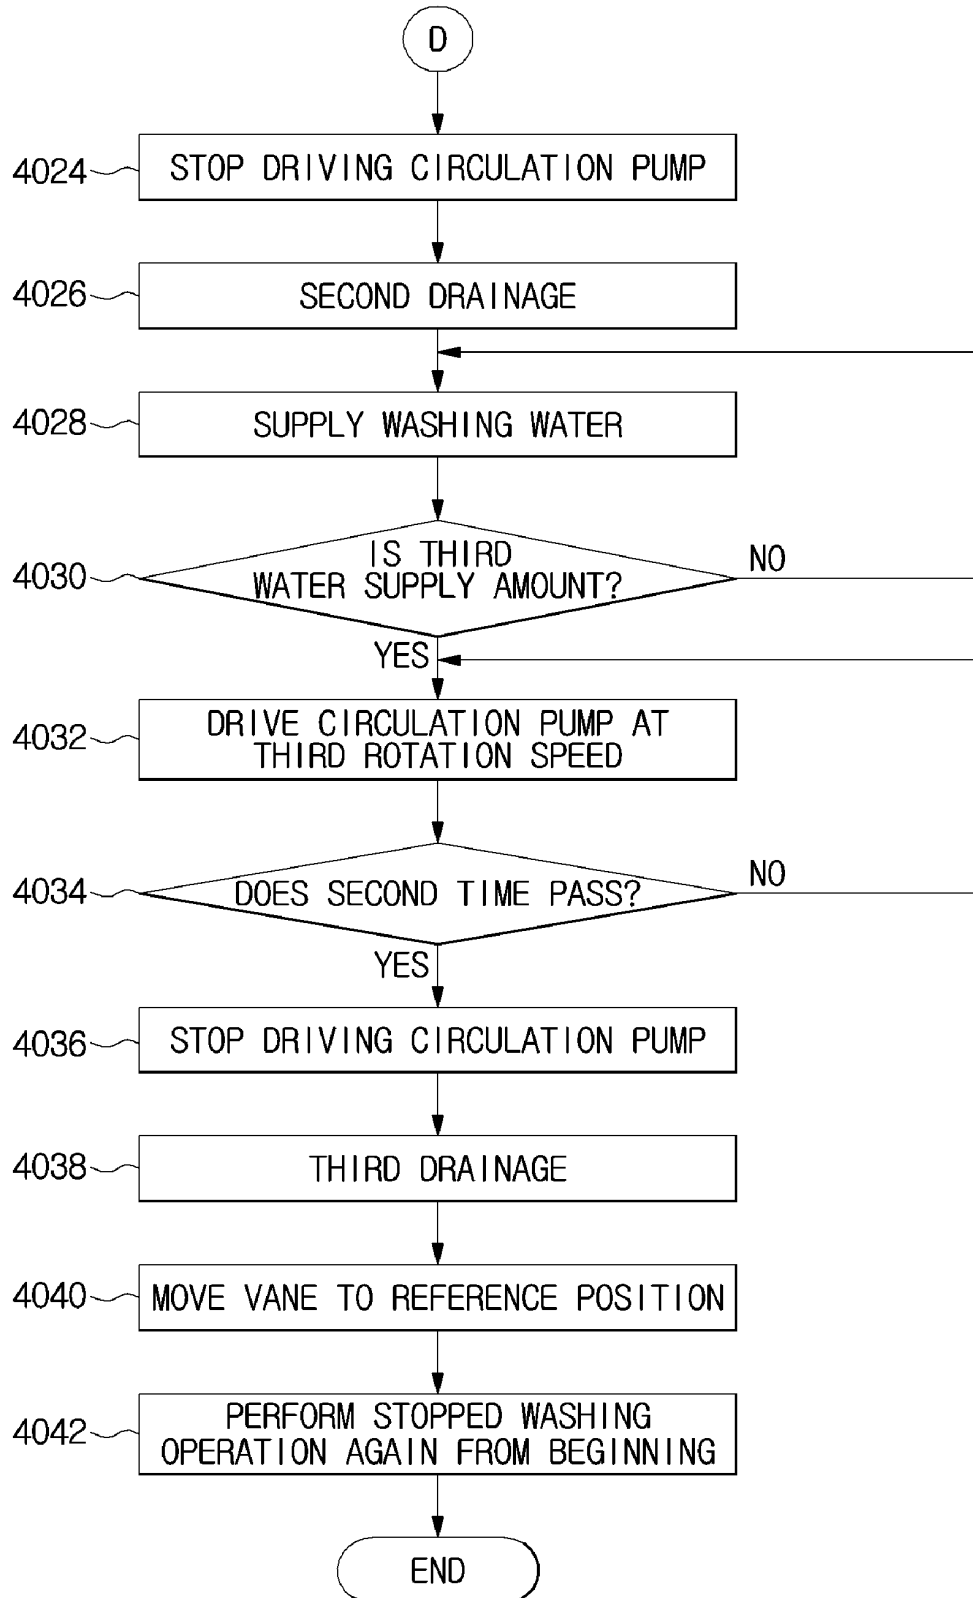 D
4024
STOP DRIVING CIRCULATION PUMP
4026
SECOND DRAINAGE
4028
SUPPLY WASHING WATER
4030
IS THIRD
WATER SUPPLY AMOUNT?
NO
YES
4032
DRIVE CIRCULATION PUMP AT
THIRD ROTATION SPEED
4034
DOES SECOND TIME PASS?
NO
YES
4036
STOP DRIVING CIRCULATION PUMP
4038
THIRD DRAINAGE
4040
MOVE VANE TO REFERENCE POSITION
4042
PERFORM STOPPED WASHING
OPERATION AGAIN FROM BEGINNING
END